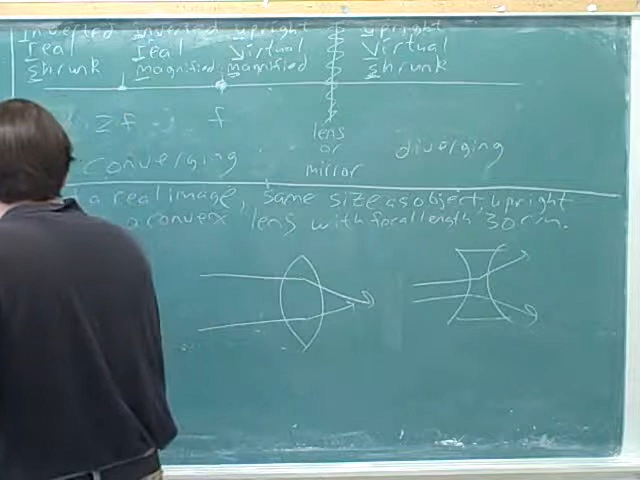 Inverted inverted upright upright
real real Virtual Virtual
Shrunk magnified magnified Shrunk
2f f
lens
or
mirror
converging diverging
a real image, same size as object, upright
a convex lens with focal length 30 cm.